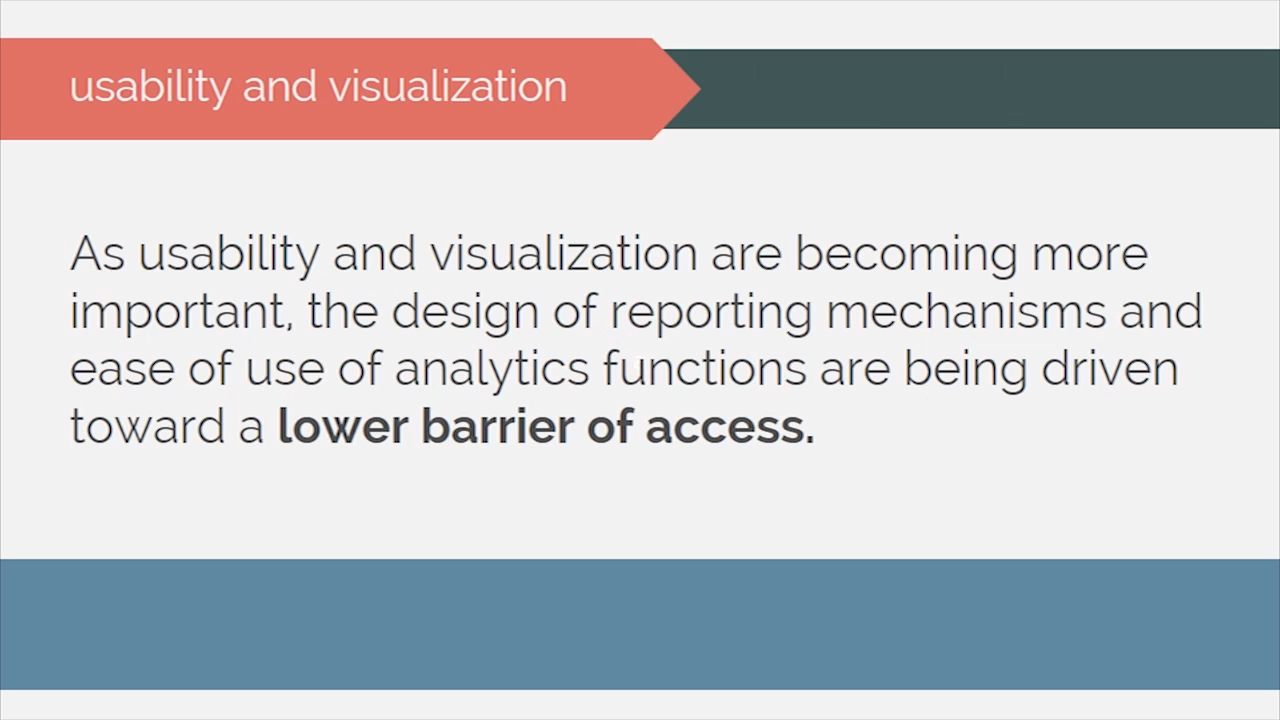 usability and visualization
As usability and visualization are becoming more
important, the design of reporting mechanisms and
ease of use of analytics functions are being driven
toward a lower barrier of access.